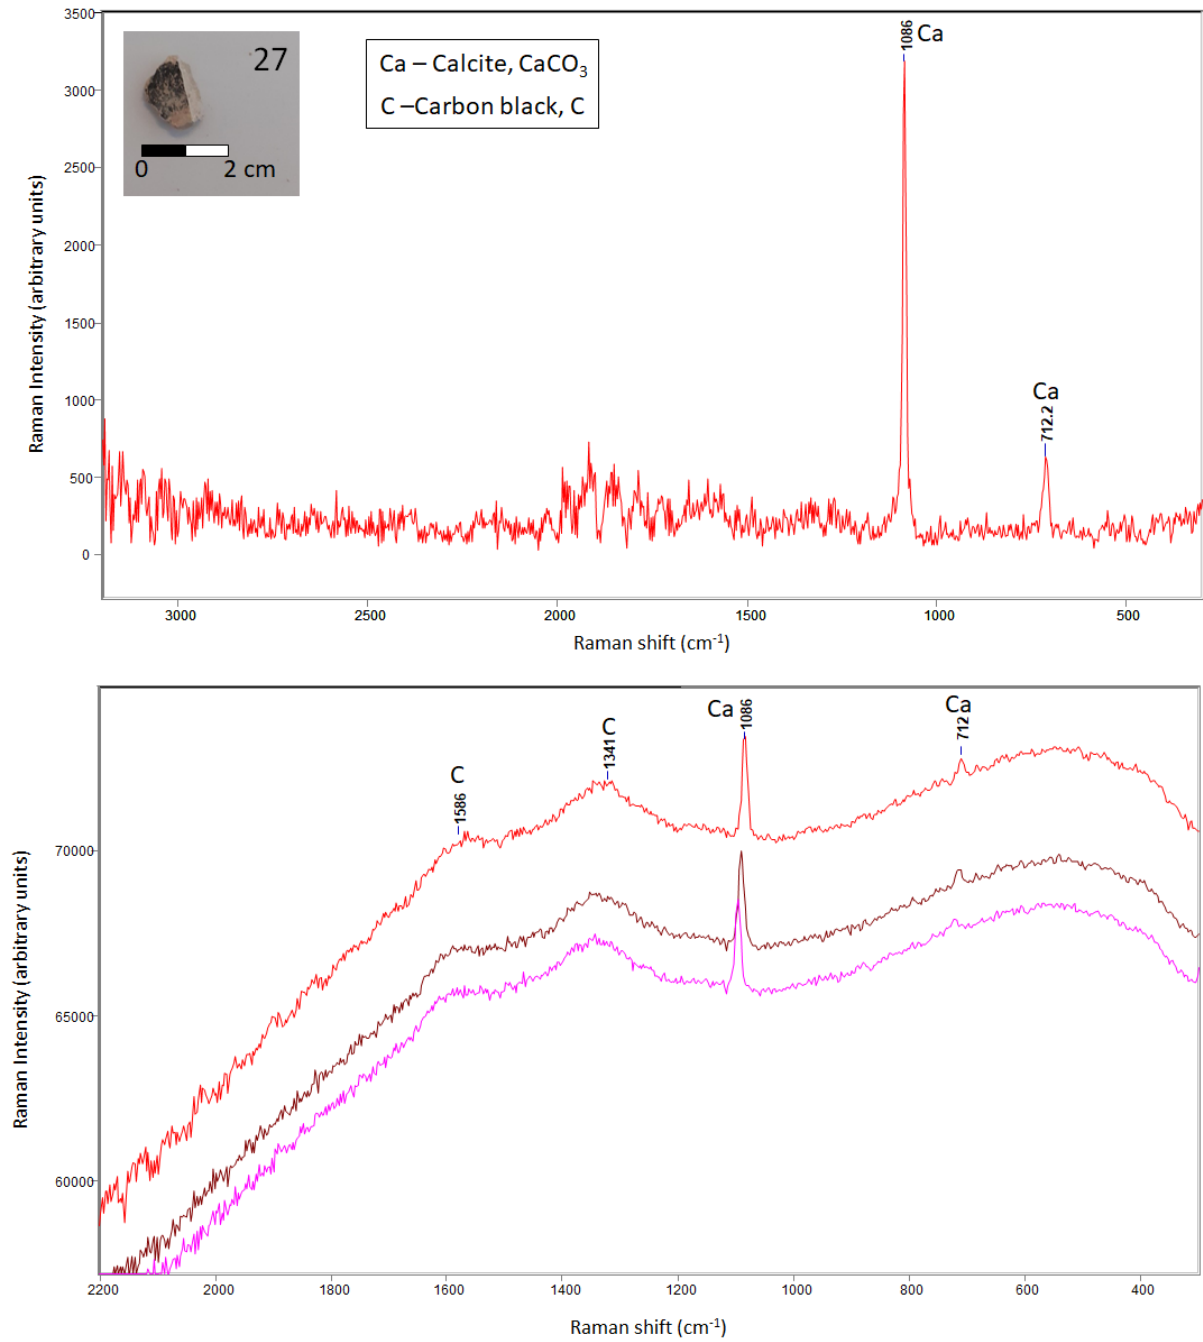 3500
3000
2500
2000
1500
1000
500
0
Raman Intensity (arbitrary units)
27
0 2 cm
Ca – Calcite, CaCO₃
C –Carbon black, C
1086 Ca
Ca
712.2
3000 2500 2000 1500 1000 500
Raman shift (cm⁻¹)
70000
65000
60000
Raman Intensity (arbitrary units)
C
1586
C
1341
Ca
1086
Ca
712
2200 2000 1800 1600 1400 1200 1000 800 600 400
Raman shift (cm⁻¹)